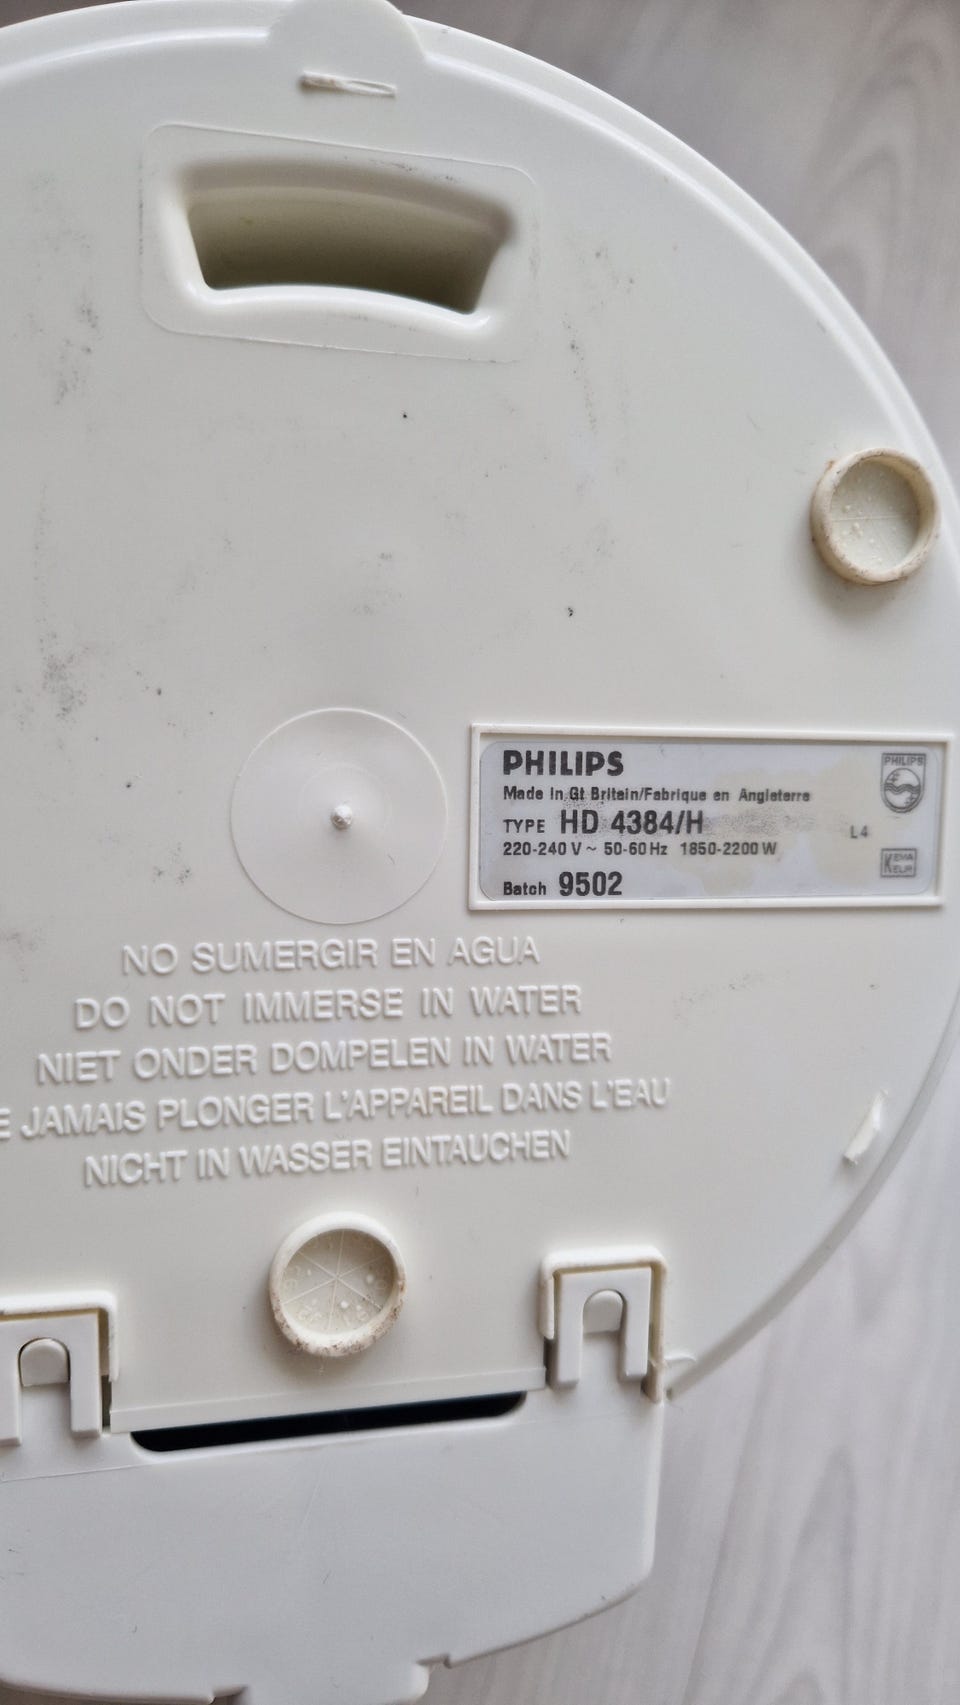 PHILIPS
Made in Gt Britain/Fabrique en Angleterre
TYPE HD 4384/H
220-240 V ~ 50-60 Hz 1850-2200 W
Batch 9502
PHILIPS
L4
KEMA
KEUR
NO SUMERGIR EN AGUA
DO NOT IMMERSE IN WATER
NIET ONDER DOMPELEN IN WATER
E JAMAIS PLONGER L'APPAREIL DANS L'EAU
NICHT IN WASSER EINTAUCHEN